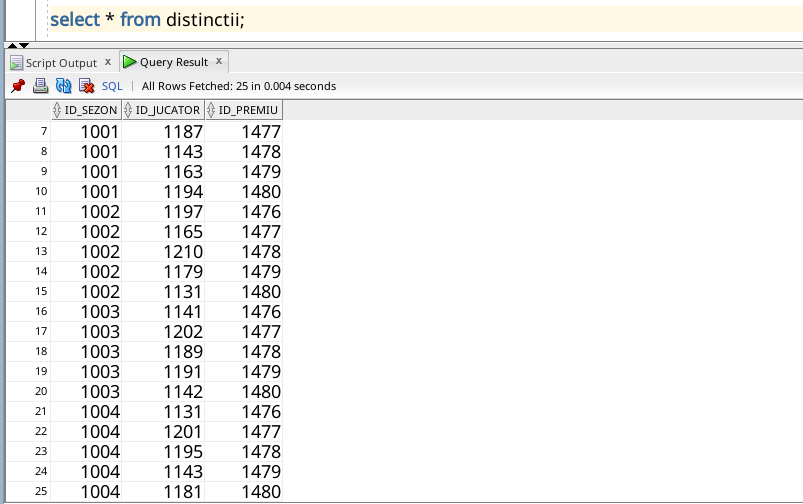 select * from distinctii;
Script Output x Query Result x
SQL | All Rows Fetched: 25 in 0.004 seconds
ID_SEZON ID_JUCATOR ID_PREMIU
7 1001 1187 1477
8 1001 1143 1478
9 1001 1163 1479
10 1001 1194 1480
11 1002 1197 1476
12 1002 1165 1477
13 1002 1210 1478
14 1002 1179 1479
15 1002 1131 1480
16 1003 1141 1476
17 1003 1202 1477
18 1003 1189 1478
19 1003 1191 1479
20 1003 1142 1480
21 1004 1131 1476
22 1004 1201 1477
23 1004 1195 1478
24 1004 1143 1479
25 1004 1181 1480